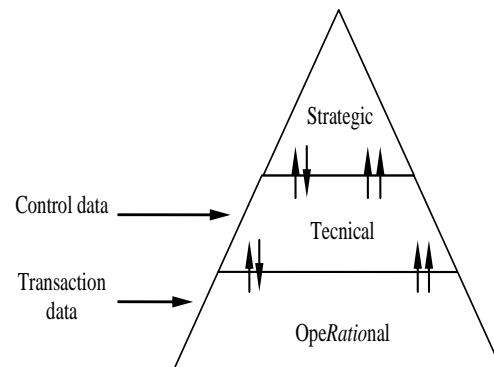 Strategic
Control data
Tecnical
Transaction
data
OpeRational